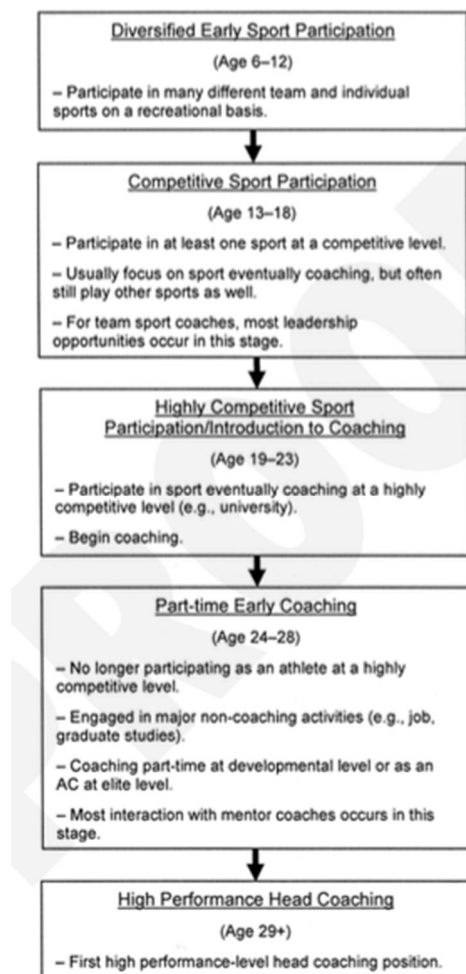 Diversified Early Sport Participation
(Age 6–12)
– Participate in many different team and individual
sports on a recreational basis.
Competitive Sport Participation
(Age 13–18)
– Participate in at least one sport at a competitive level.
– Usually focus on sport eventually coaching, but often
still play other sports as well.
– For team sport coaches, most leadership
opportunities occur in this stage.
Highly Competitive Sport
Participation/Introduction to Coaching
(Age 19–23)
– Participate in sport eventually coaching at a highly
competitive level (e.g., university).
– Begin coaching.
Part-time Early Coaching
(Age 24–28)
– No longer participating as an athlete at a highly
competitive level.
– Engaged in major non-coaching activities (e.g., job,
graduate studies).
– Coaching part-time at developmental level or as an
AC at elite level.
– Most interaction with mentor coaches occurs in this
stage.
High Performance Head Coaching
(Age 29+)
– First high performance-level head coaching position.
PROOF